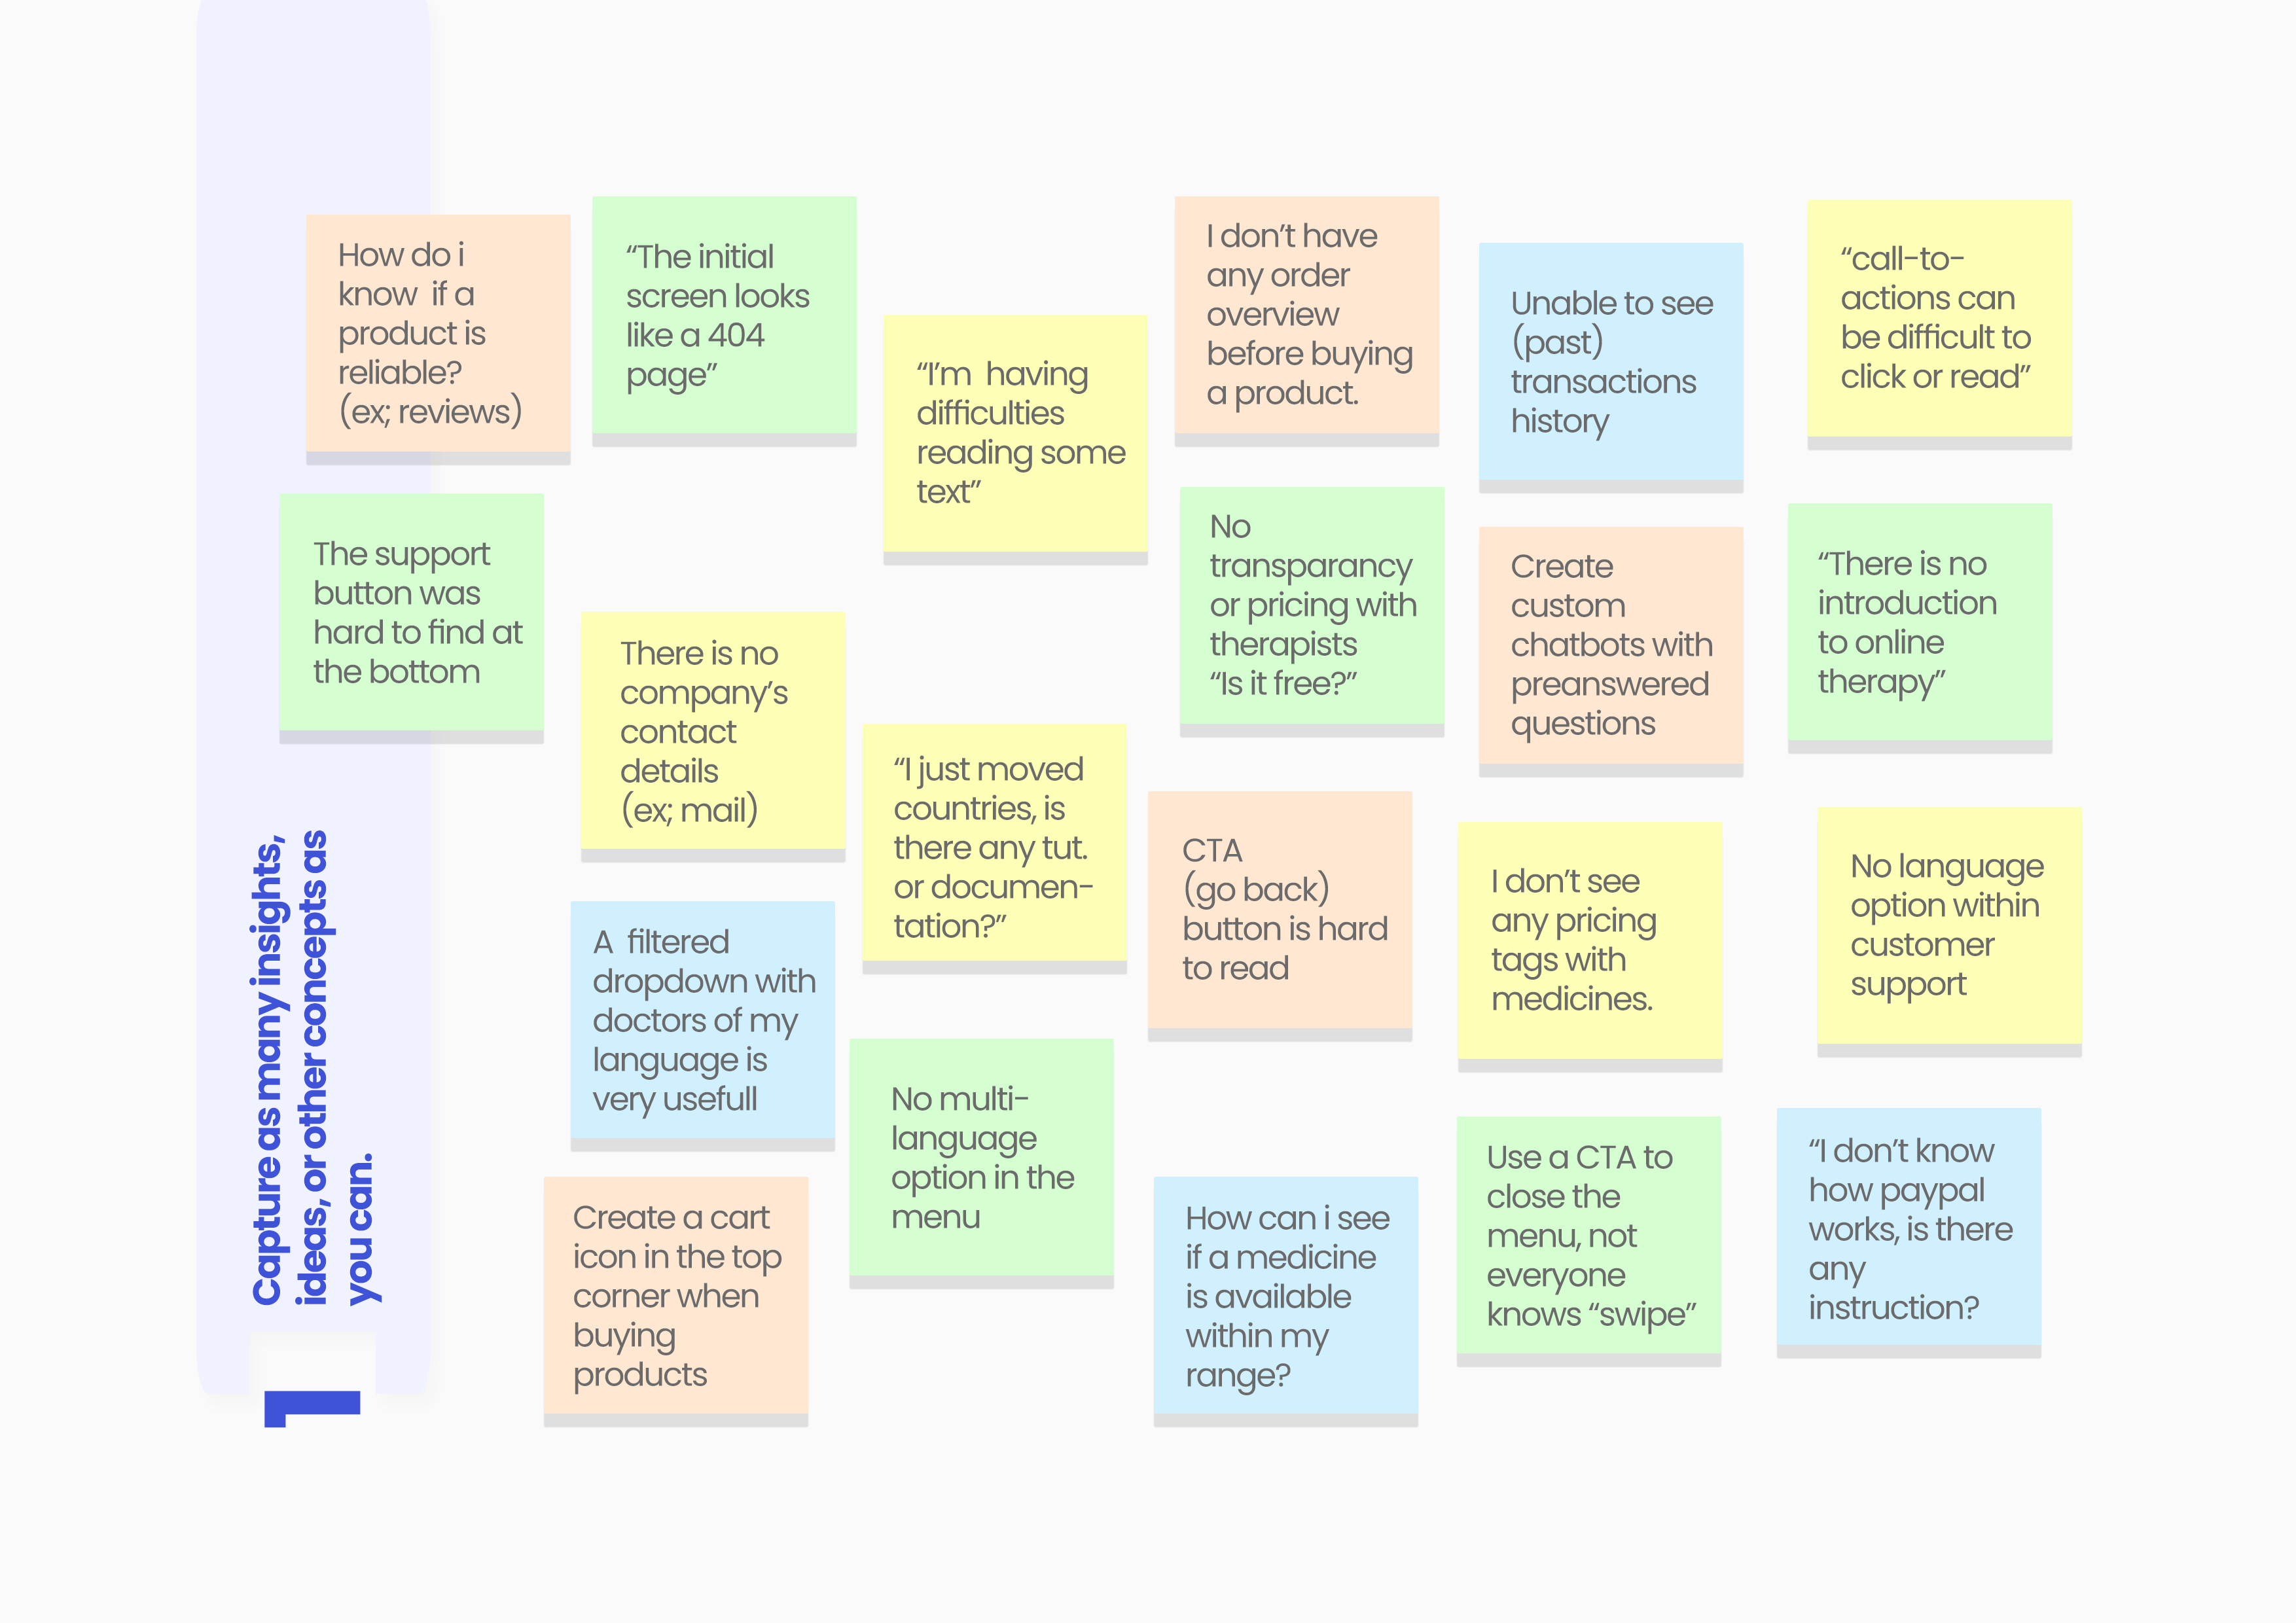 1
Capture as many insights,
ideas, or other concepts as
you can.
How do i
know if a
product is
reliable?
(ex; reviews)
“The initial
screen looks
like a 404
page”
“I’m having
difficulties
reading some
text”
I don’t have
any order
overview
before buying
a product.
Unable to see
(past)
transactions
history
“call-to-
actions can
be difficult to
click or read”
The support
button was
hard to find at
the bottom
There is no
company’s
contact
details
(ex; mail)
“I just moved
countries, is
there any tut.
or documen-
tation?”
No
transparancy
or pricing with
therapists
“Is it free?”
Create
custom
chatbots with
preanswered
questions
“There is no
introduction
to online
therapy”
A filtered
dropdown with
doctors of my
language is
very usefull
CTA
(go back)
button is hard
to read
I don’t see
any pricing
tags with
medicines.
No language
option within
customer
support
Create a cart
icon in the top
corner when
buying
products
No multi-
language
option in the
menu
How can i see
if a medicine
is available
within my
range?
Use a CTA to
close the
menu, not
everyone
knows “swipe”
“I don’t know
how paypal
works, is there
any
instruction?